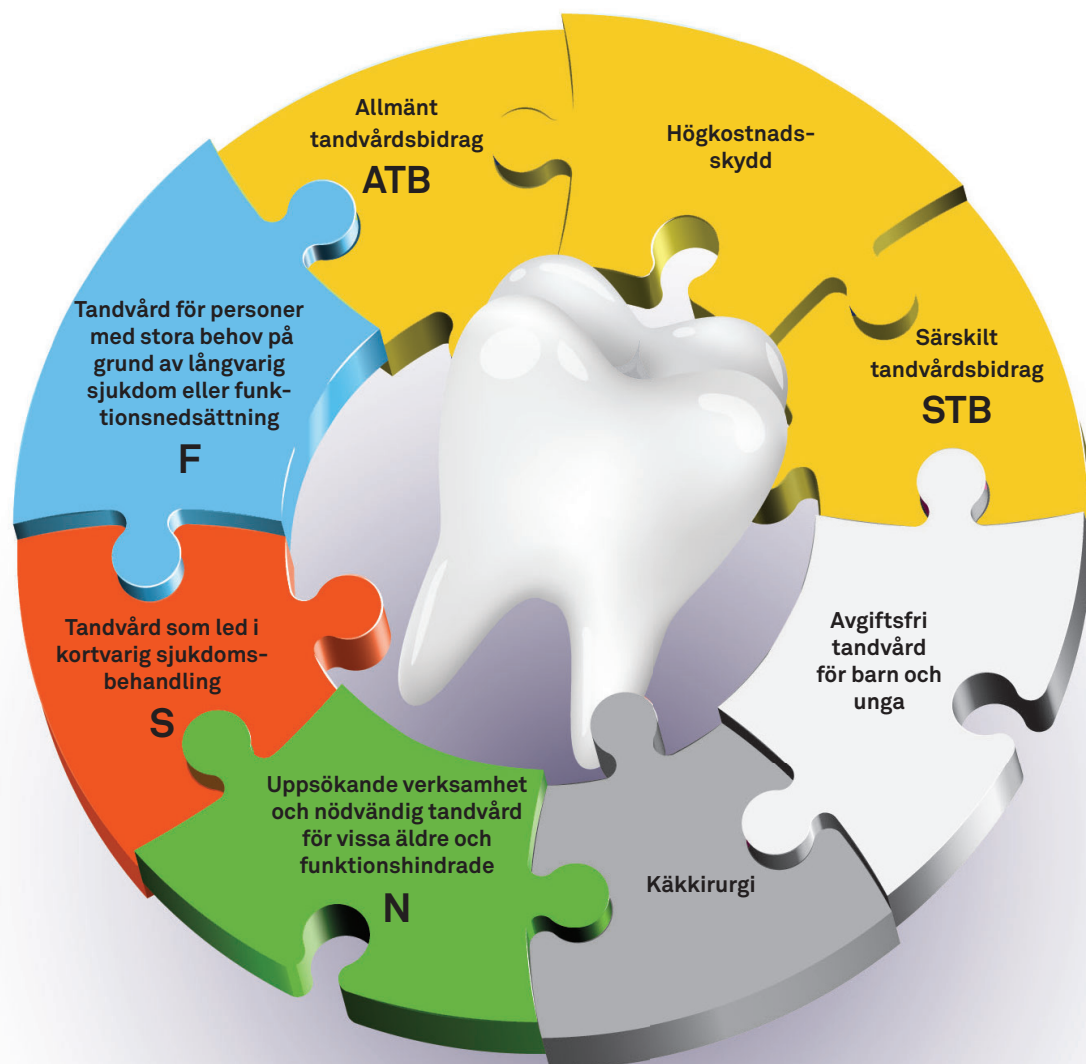 Allmänt
tandvårdsbidrag
ATB
Högkostnads-
skydd
Särskilt
tandvårdsbidrag
STB
Avgiftsfri
tandvård
för barn och
unga
Käkkirurgi
Uppsökande verksamhet
och nödvändig tandvård
för vissa äldre och
funktionshindrade
N
Tandvård som led i
kortvarig sjukdoms-
behandling
S
Tandvård för personer
med stora behov på
grund av långvarig
sjukdom eller funk-
tionsnedsättning
F